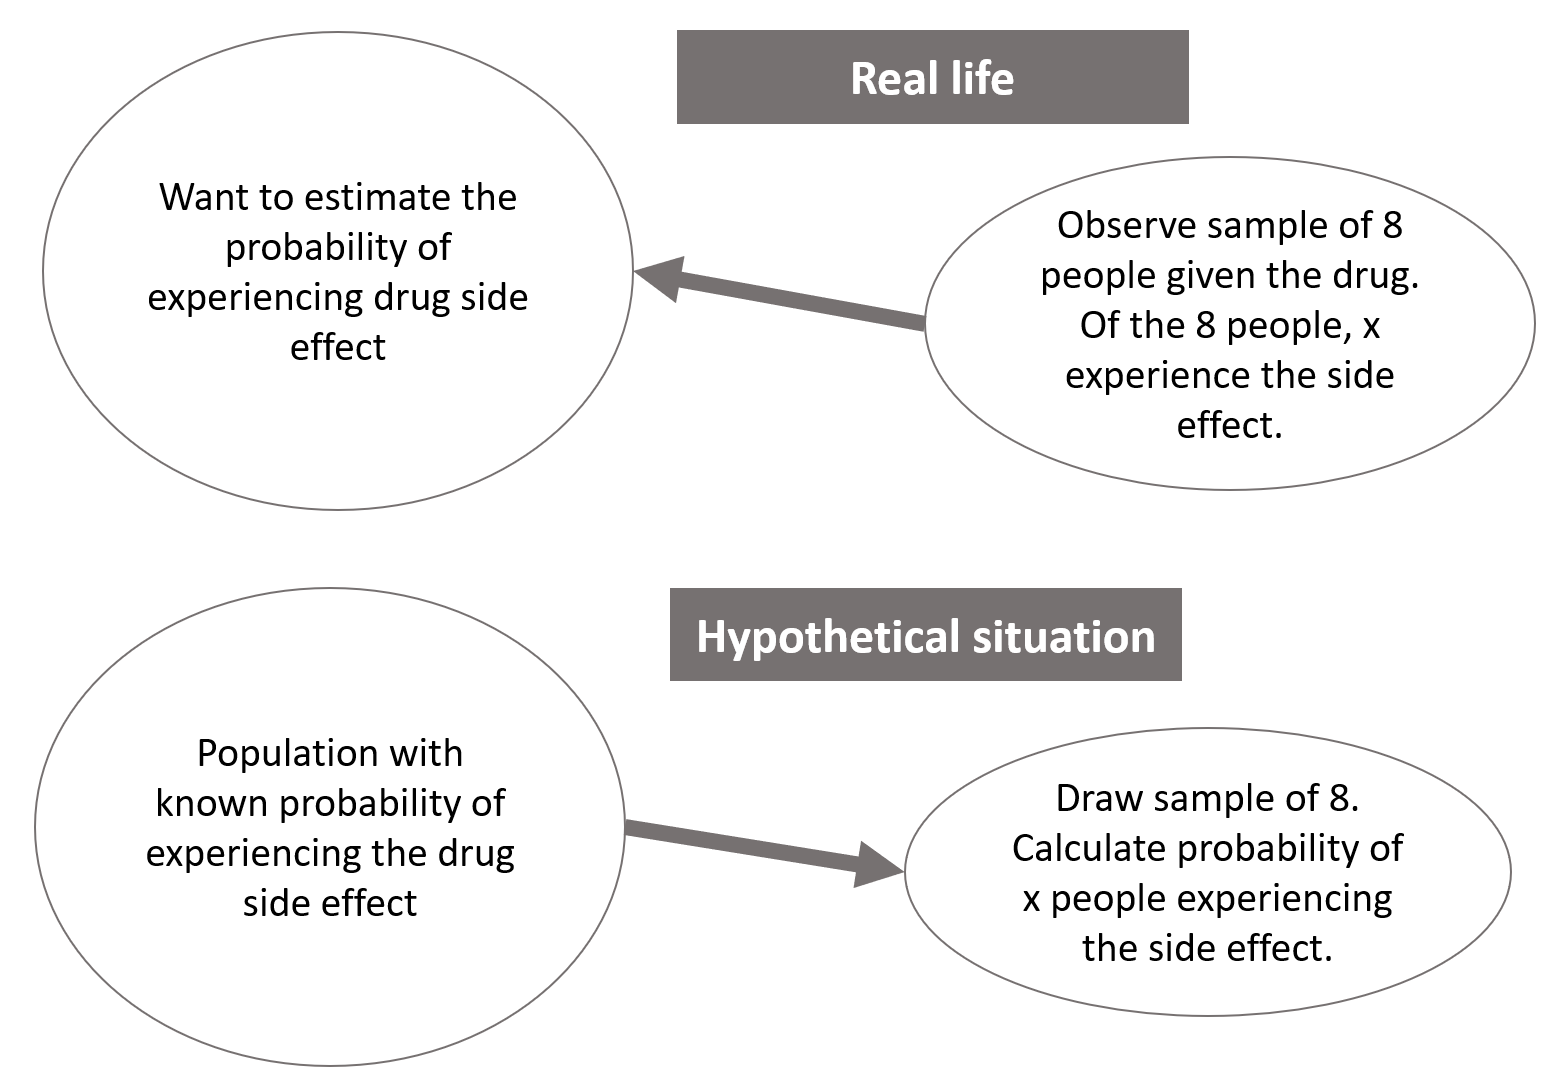 Real life
Want to estimate the
probability of
experiencing drug side
effect
Observe sample of 8
people given the drug.
Of the 8 people, x
experience the side
effect.
Hypothetical situation
Population with
known probability of
experiencing the drug
side effect
Draw sample of 8.
Calculate probability of
x people experiencing
the side effect.